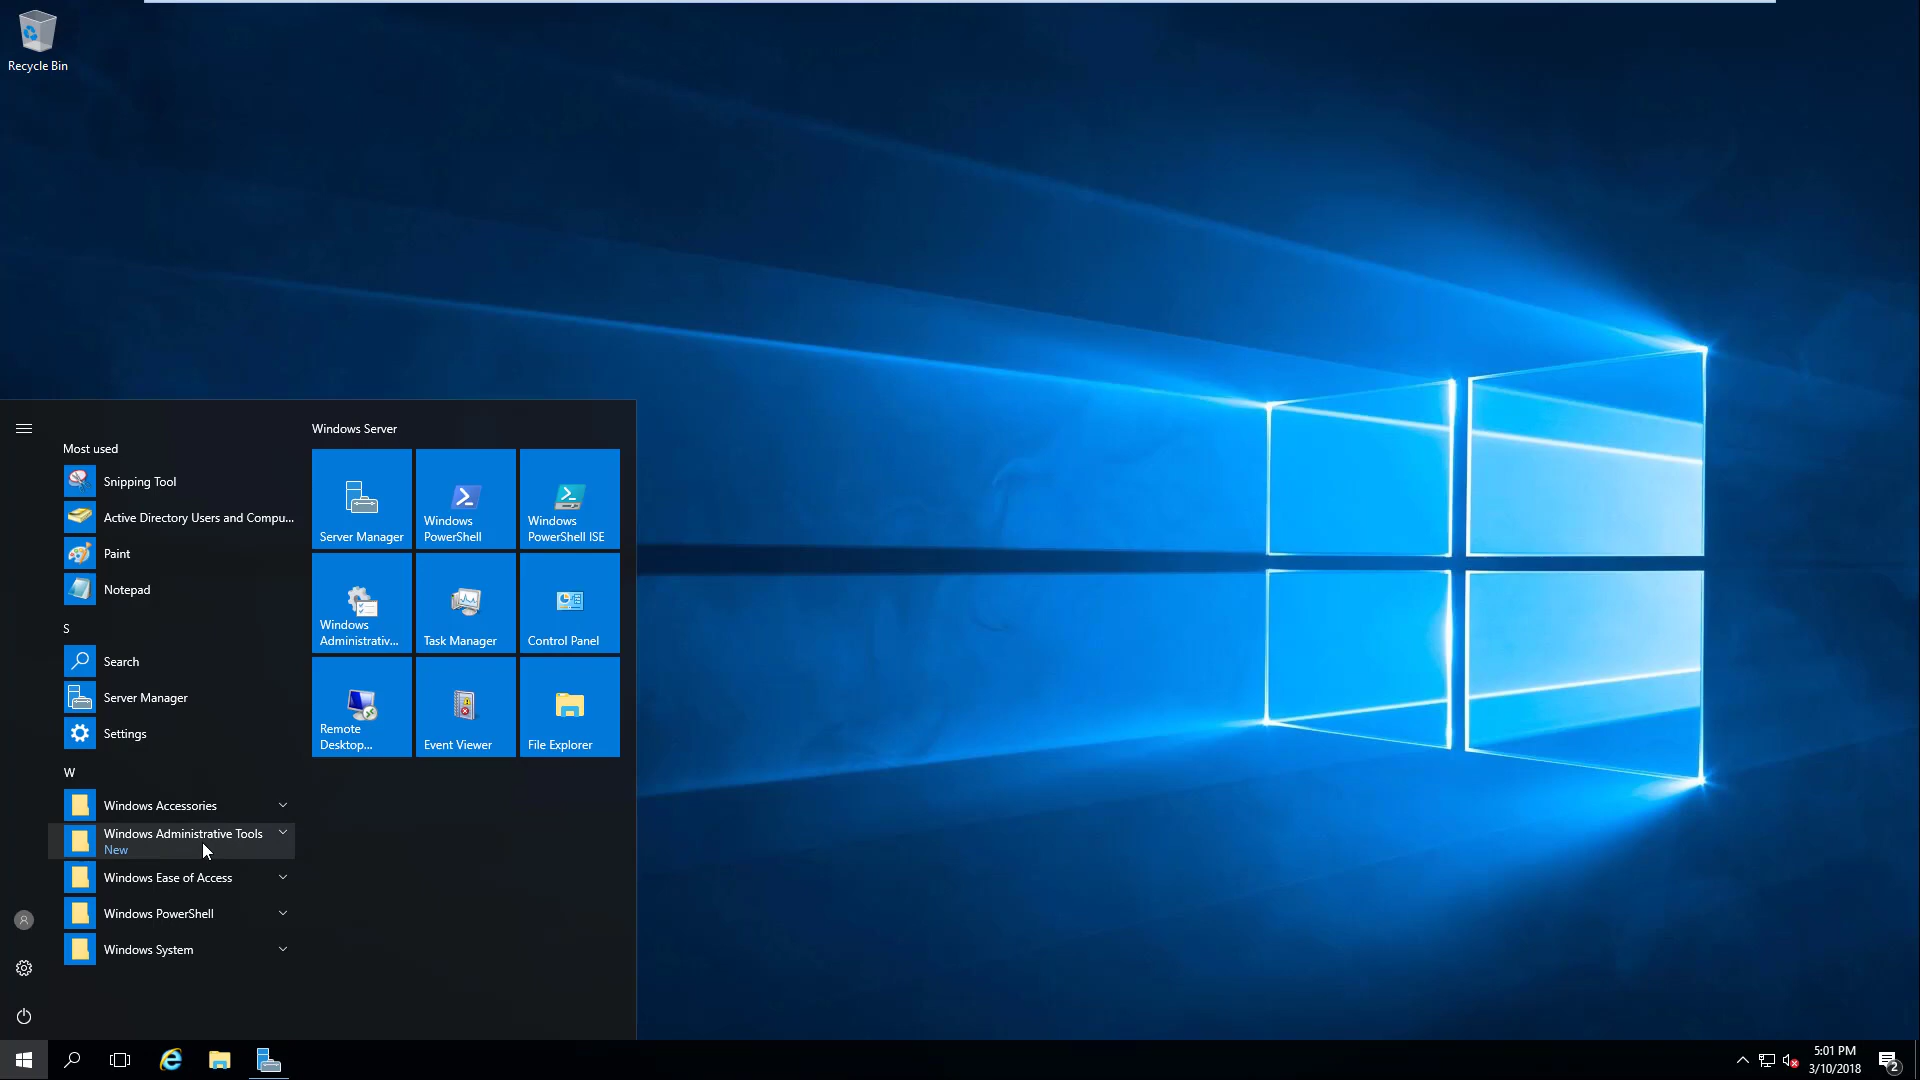 Recycle Bin
Most used
Snipping Tool
Active Directory Users and Compu...
Paint
Notepad
S
Search
Server Manager
Settings
W
Windows Accessories
Windows Administrative Tools
New
Windows Ease of Access
Windows PowerShell
Windows System
Windows Server
Server Manager
Windows
PowerShell
Windows
PowerShell ISE
Windows
Administrativ...
Task Manager
Control Panel
Remote
Desktop...
Event Viewer
File Explorer
5:01 PM
3/10/2018
2